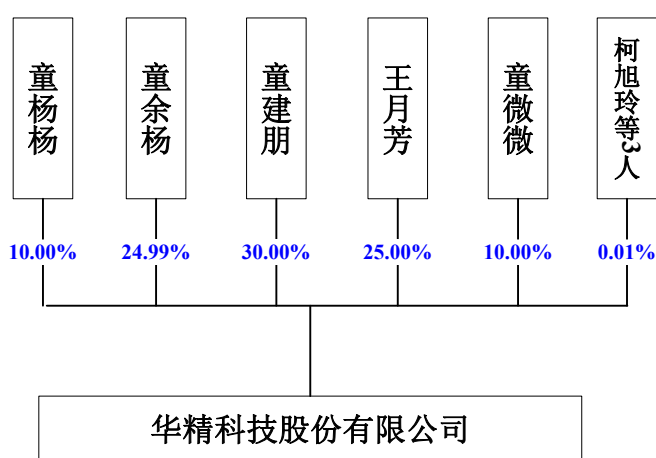 童杨杨
童余杨
童建朋
王月芳
童微微
柯旭玲等3人
10.00%
24.99%
30.00%
25.00%
10.00%
0.01%
华精科技股份有限公司